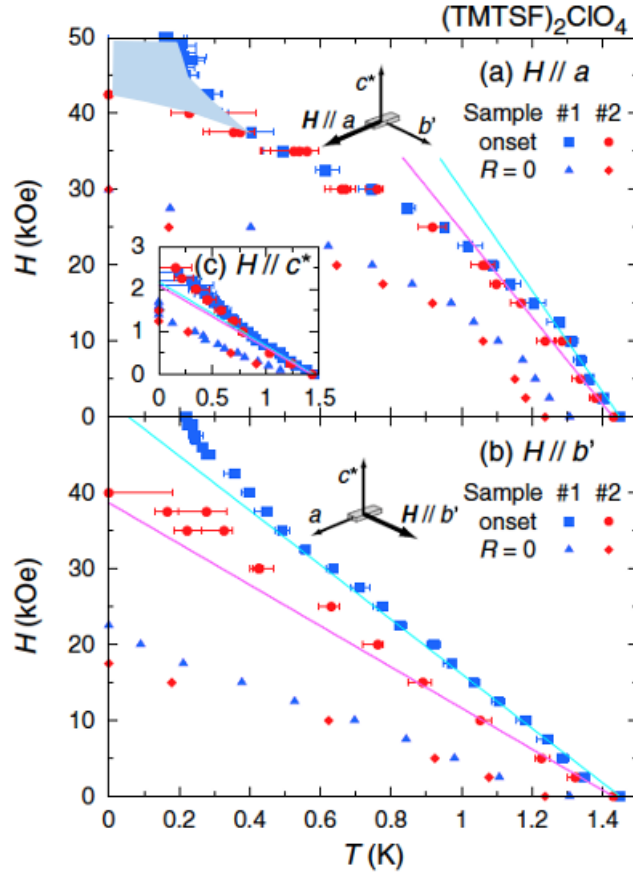 (TMTSF)₂ClO₄
50
(a) H // a
c*
H // a
b'
Sample #1 #2
onset
R = 0
40
30
20
10
0
H (kOe)
(c) H // c*
3
2
1
0
0 0.5 1.0 1.5
(b) H // b'
c*
a
H // b'
Sample #1 #2
onset
R = 0
40
30
20
10
0
H (kOe)
0 0.2 0.4 0.6 0.8 1 1.2 1.4
T (K)